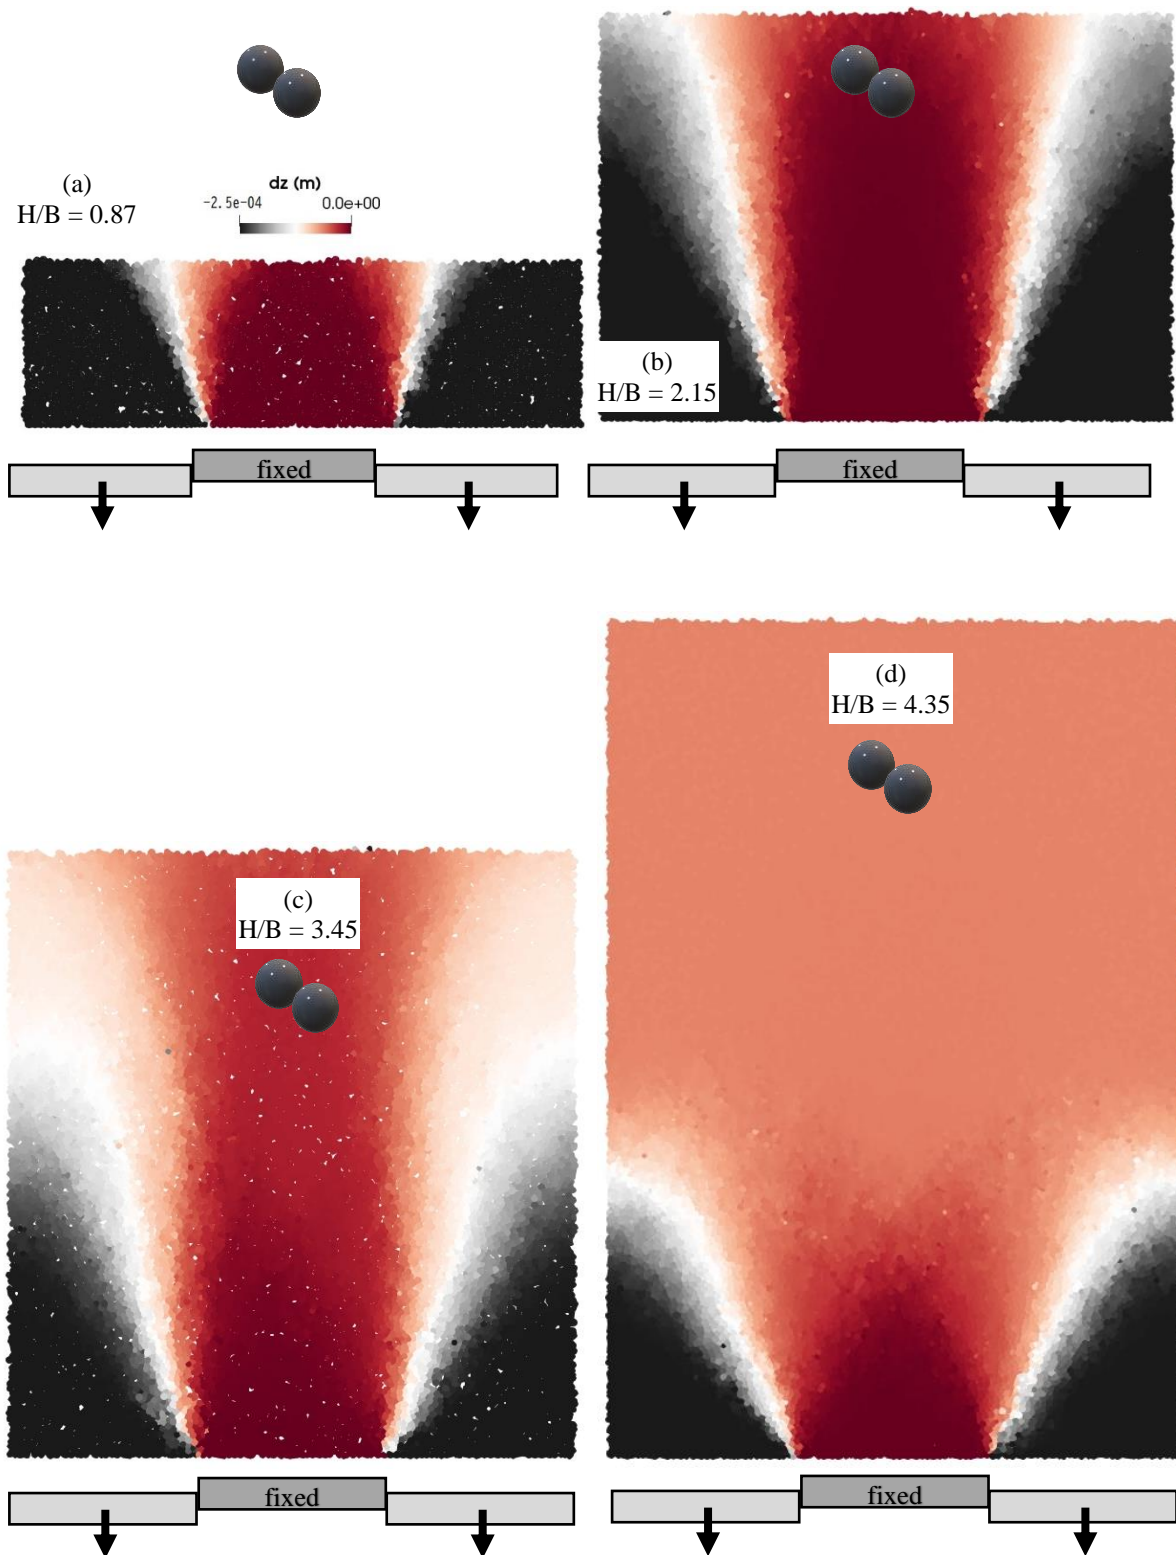 (a)
H/B = 0.87
dz (m)
-2.5e-04 0.0e+00
fixed
(b)
H/B = 2.15
fixed
(c)
H/B = 3.45
fixed
(d)
H/B = 4.35
fixed